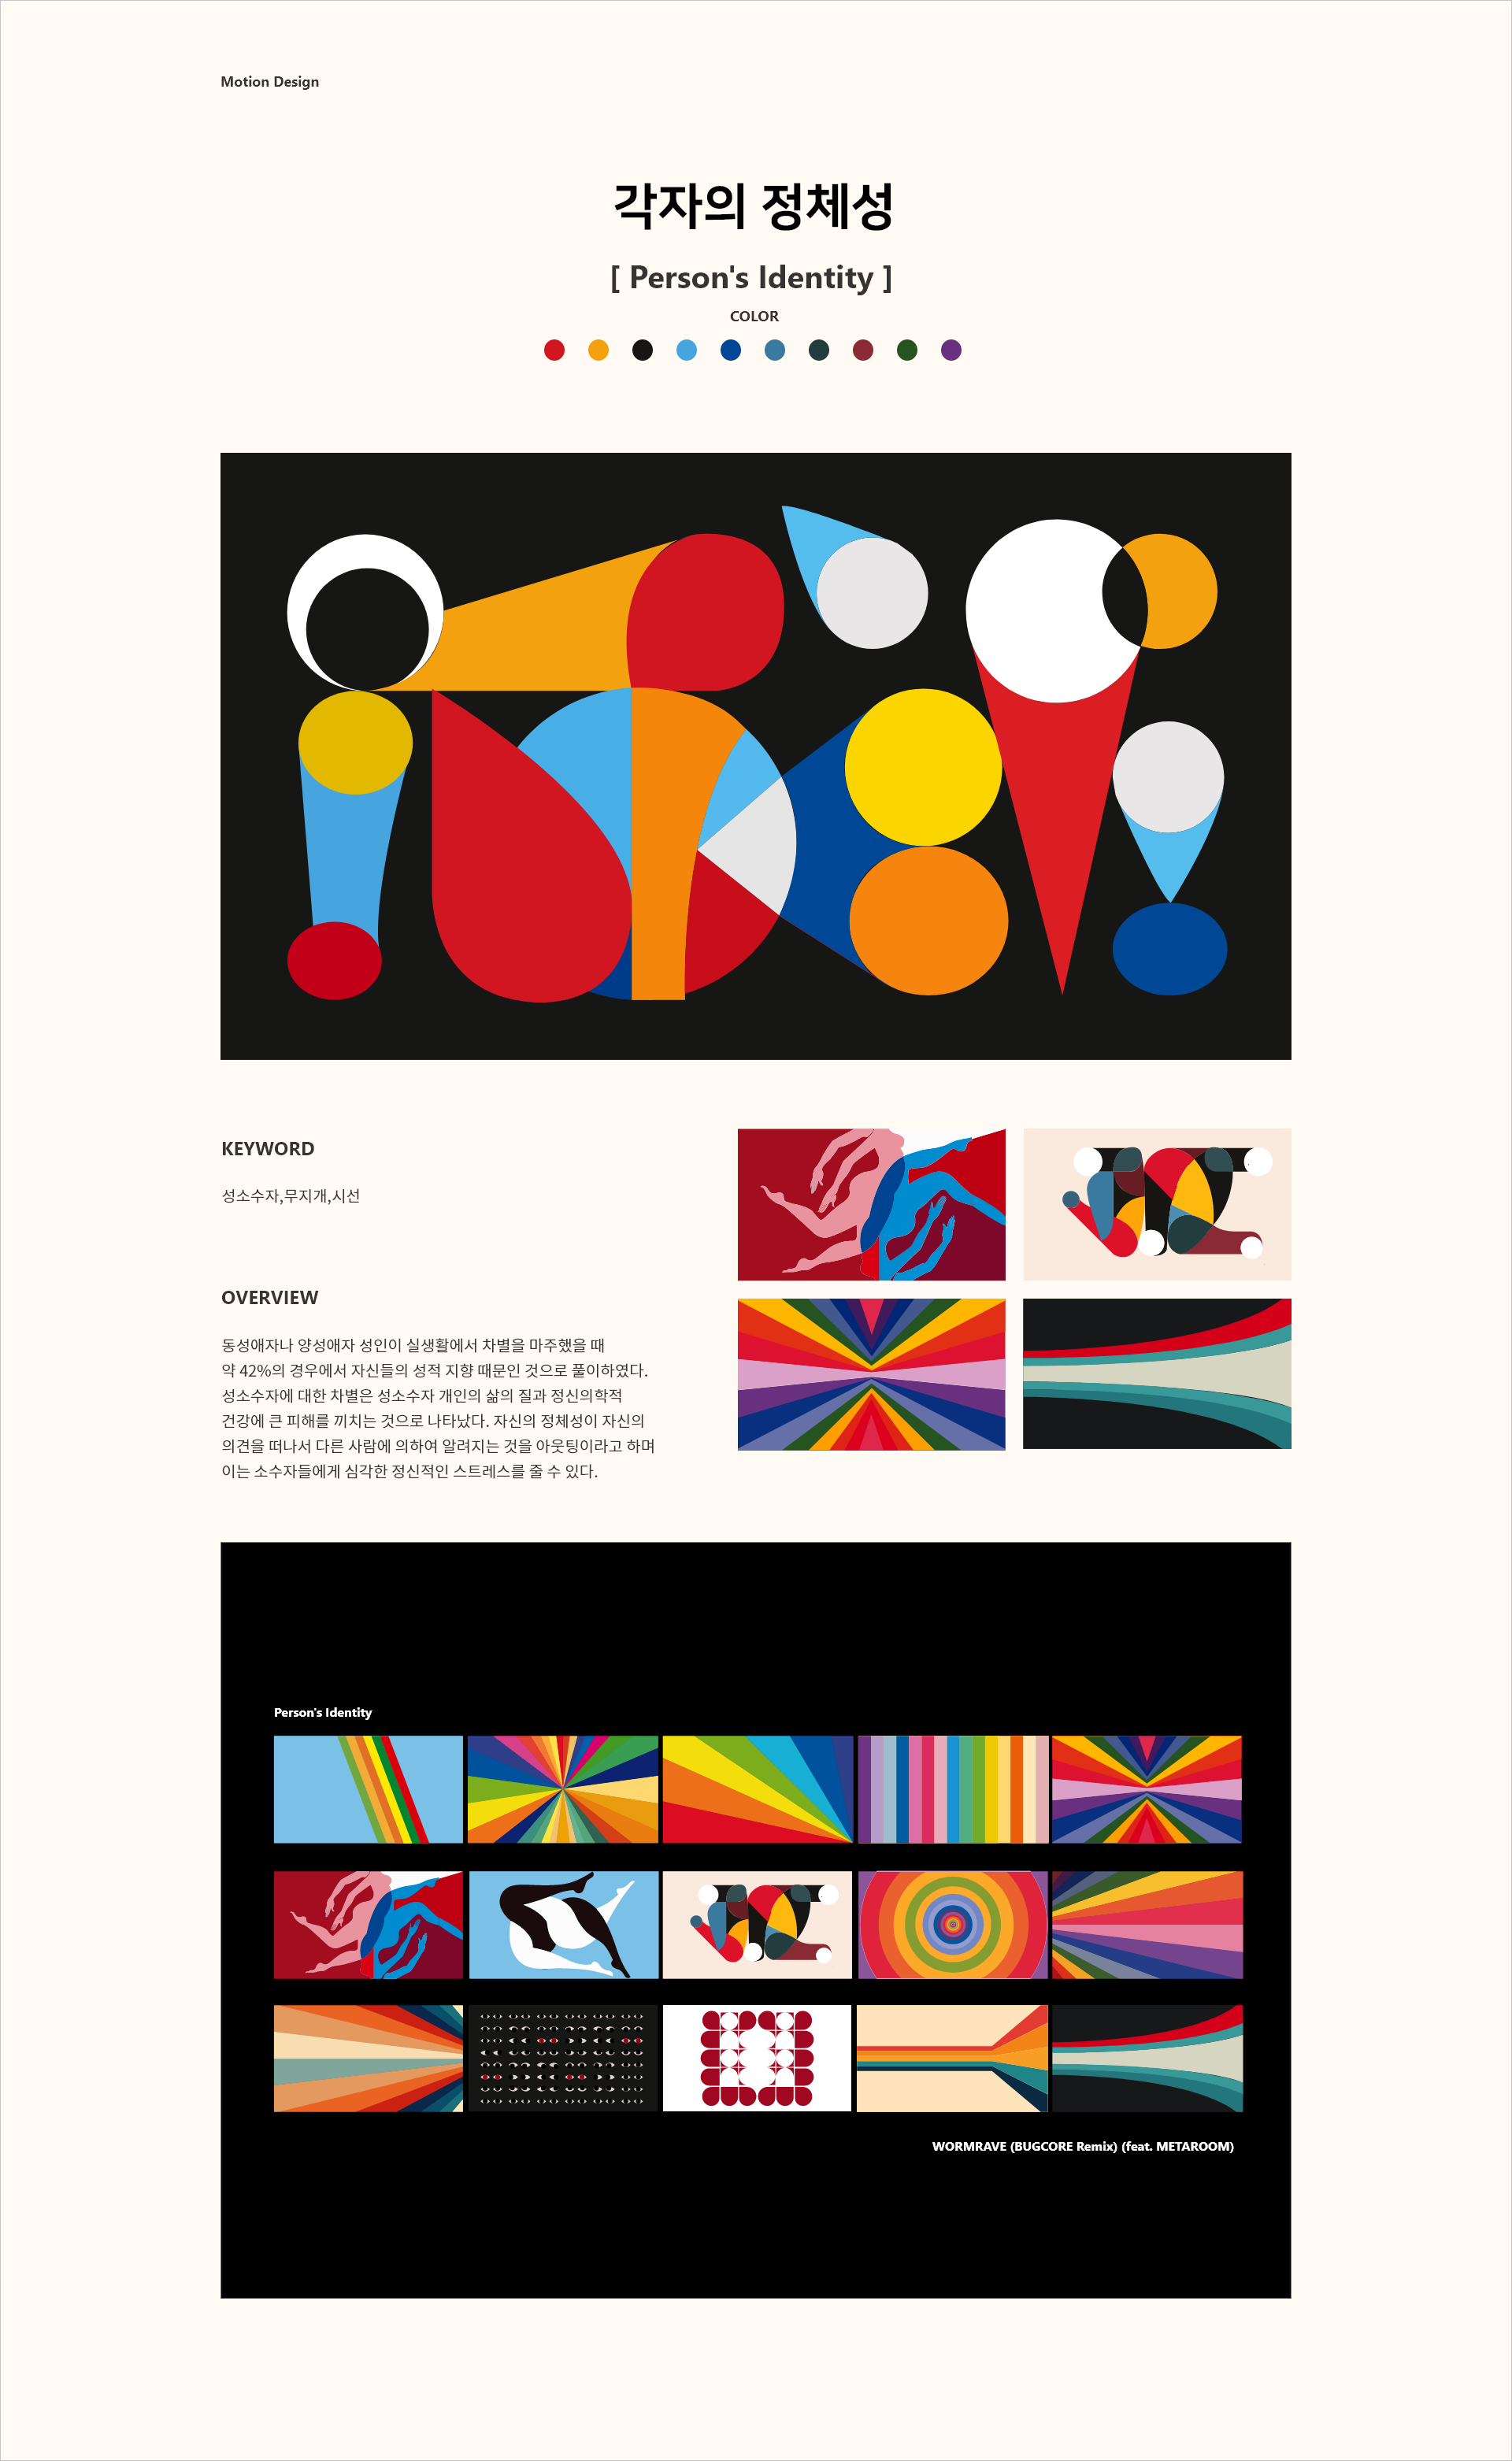 Motion Design
각자의 정체성
[ Person's Identity ]
COLOR
KEYWORD
성소수자,무지개,시선
OVERVIEW
동성애자나 양성애자 성인이 실생활에서 차별을 마주했을 때
약 42%의 경우에서 자신들의 성적 지향 때문인 것으로 풀이하였다.
성소수자에 대한 차별은 성소수자 개인의 삶의 질과 정신의학적
건강에 큰 피해를 끼치는 것으로 나타났다. 자신의 정체성이 자신의
의견을 떠나서 다른 사람에 의하여 알려지는 것을 아웃팅이라고 하며
이는 소수자들에게 심각한 정신적인 스트레스를 줄 수 있다.
Person's Identity
WORMRAVE (BUGCORE Remix) (feat. METAROOM)